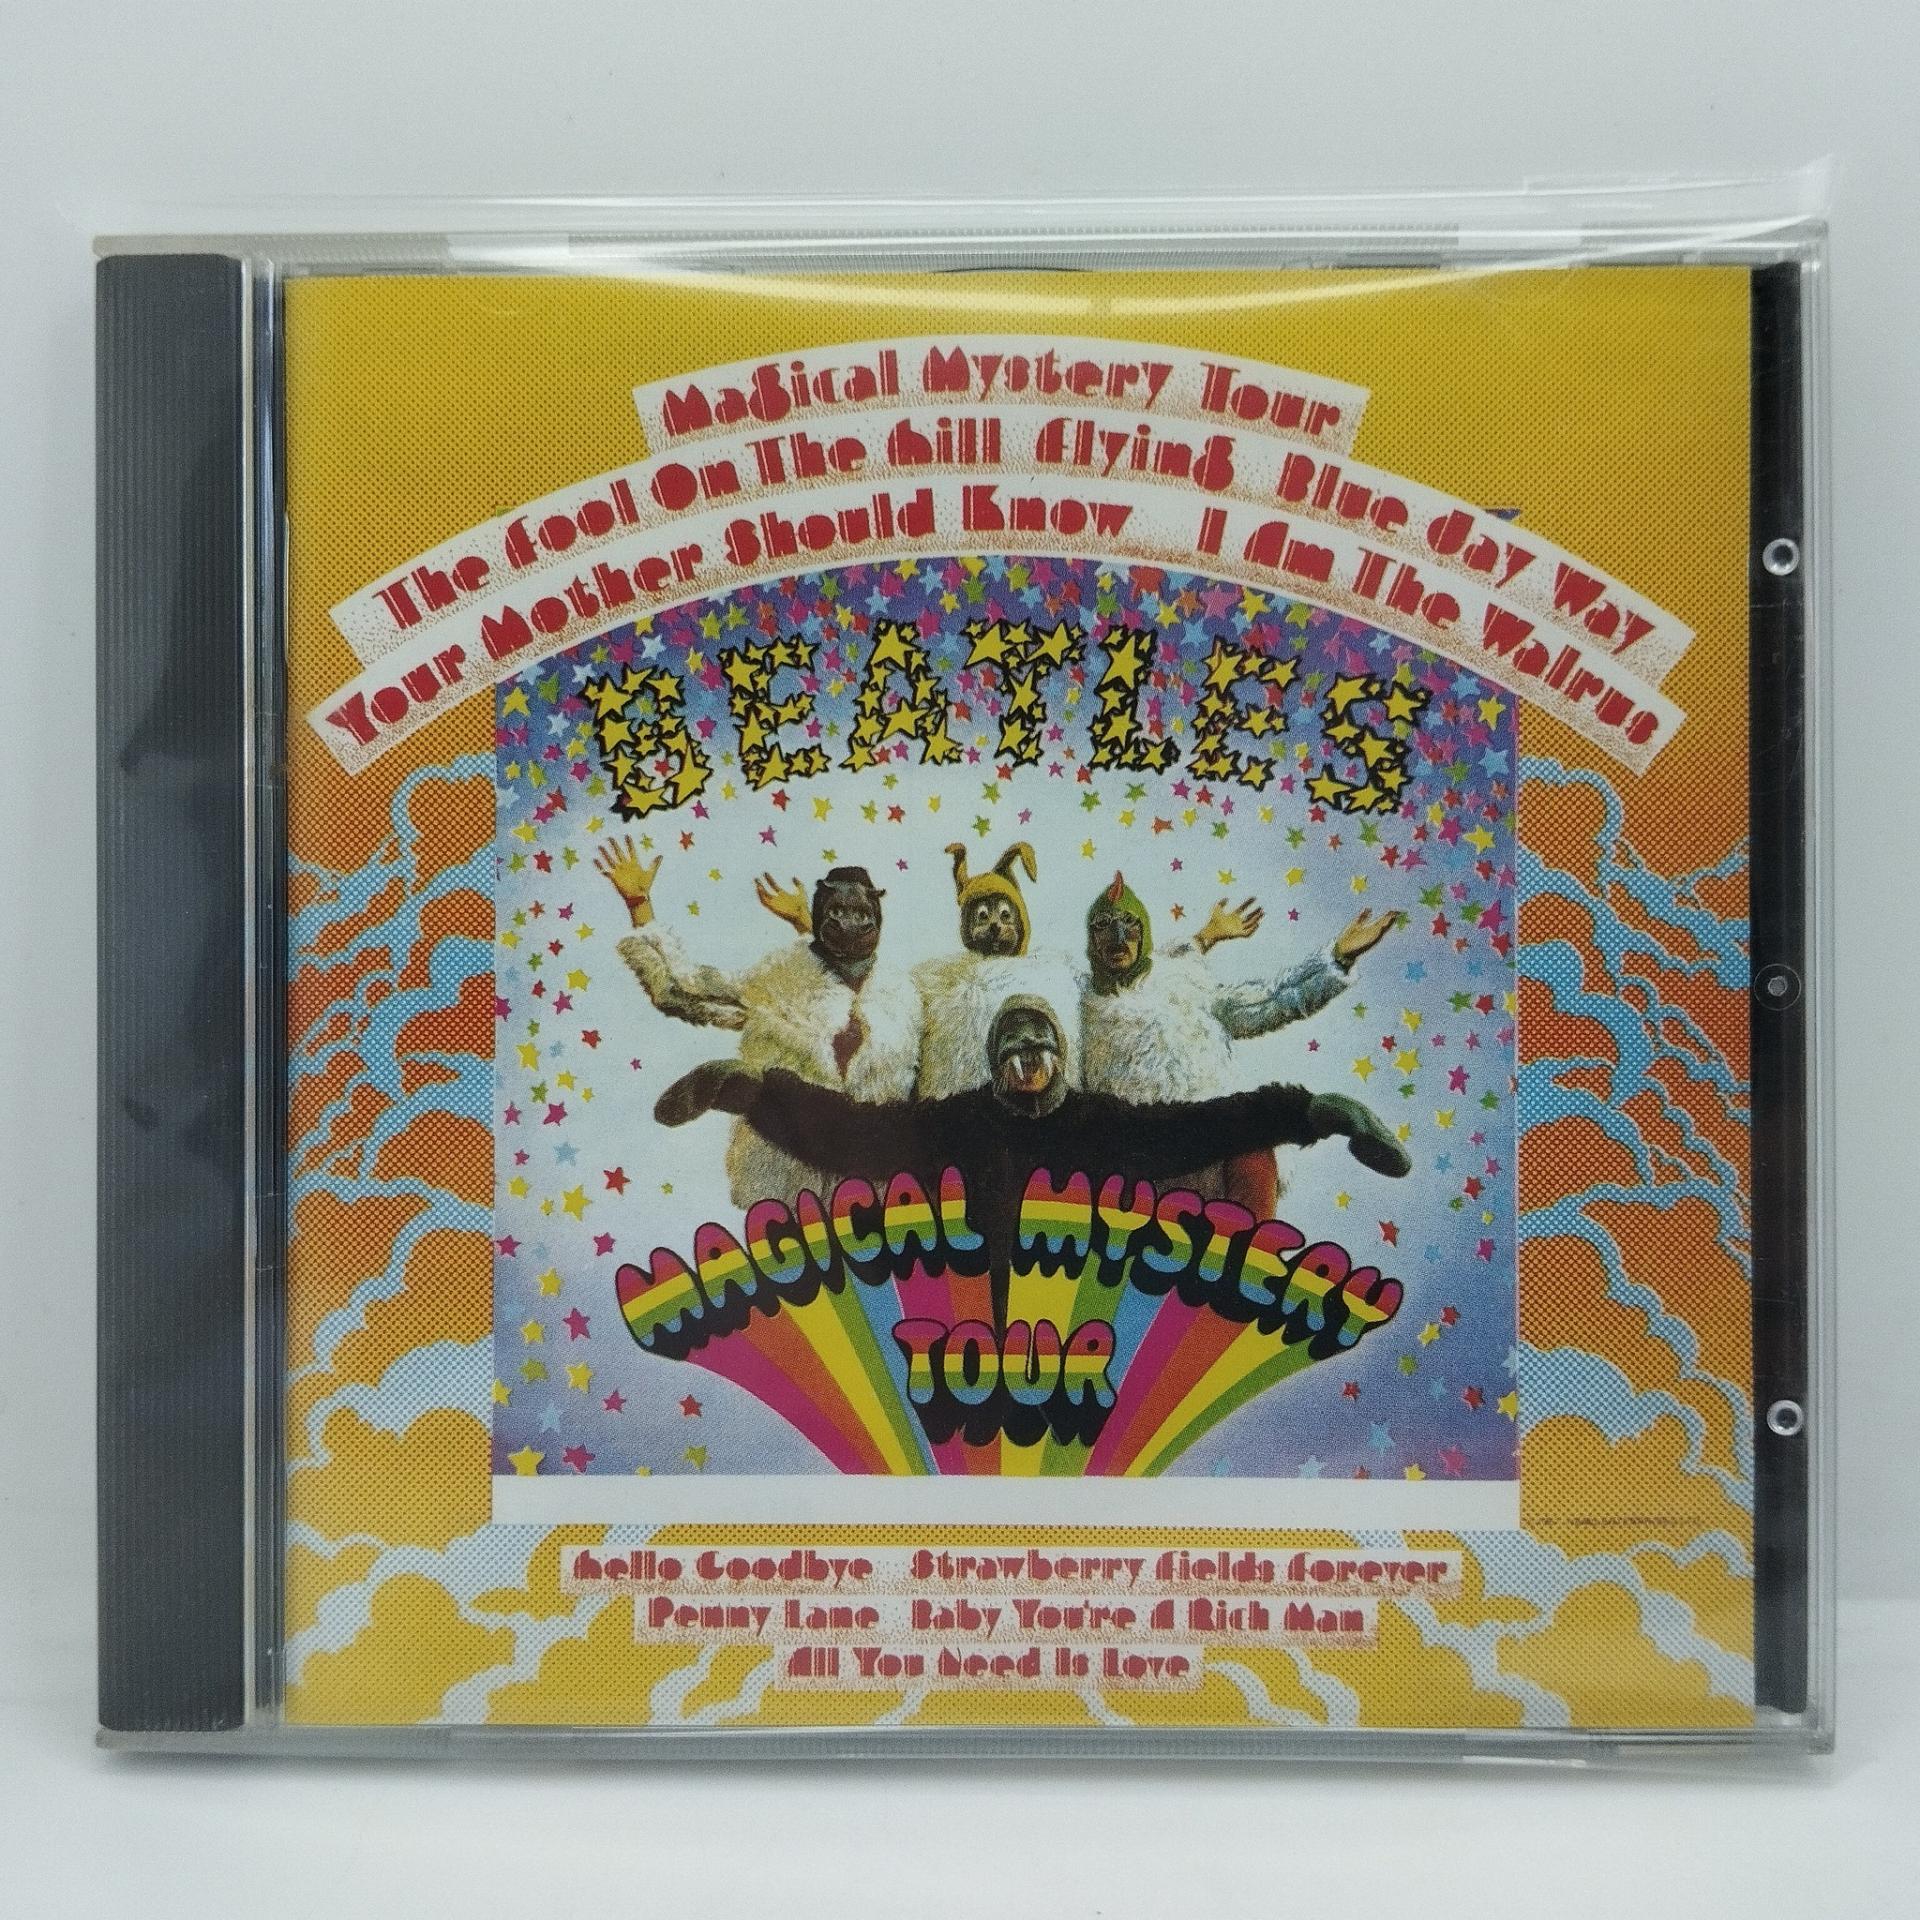 Magical Mystery Tour
The Fool On The Hill Flying Blue Jay Way
Your Mother Should Know I Am The Walrus
BEATLES
MAGICAL MYSTERY
TOUR
Hello Goodbye Strawberry Fields Forever
Penny Lane Baby You're A Rich Man
All You Need Is Love